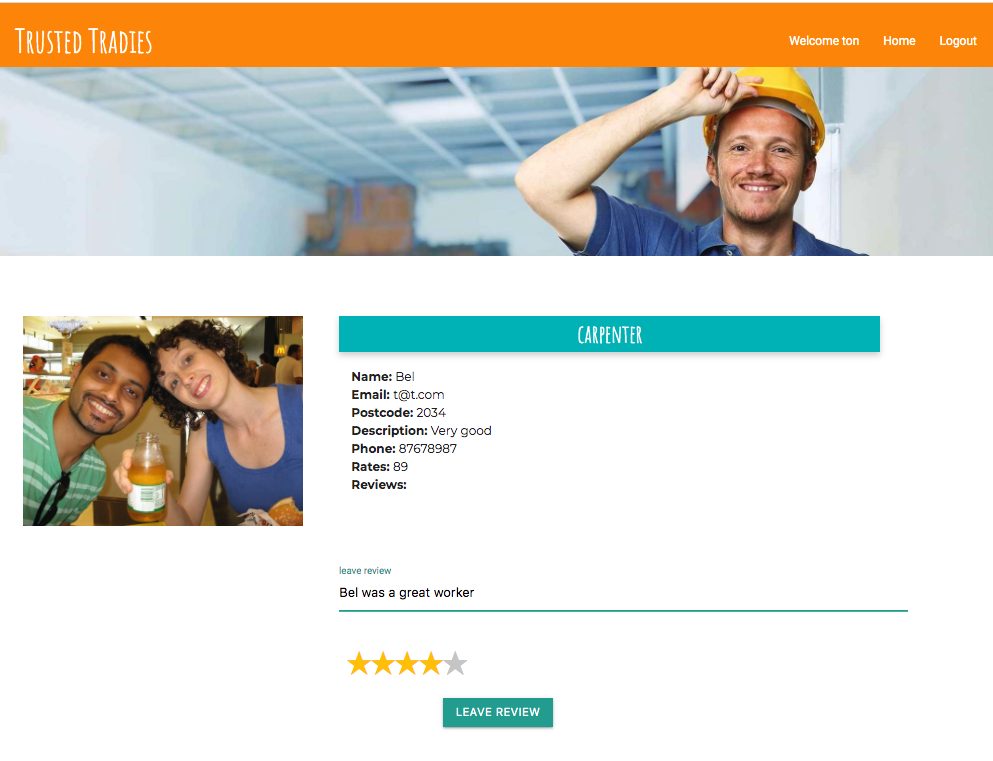 Trusted Tradies
Welcome ton Home Logout
CARPENTER
Name: Bel
Email: t@t.com
Postcode: 2034
Description: Very good
Phone: 87678987
Rates: 89
Reviews:
leave review
Bel was a great worker
LEAVE REVIEW